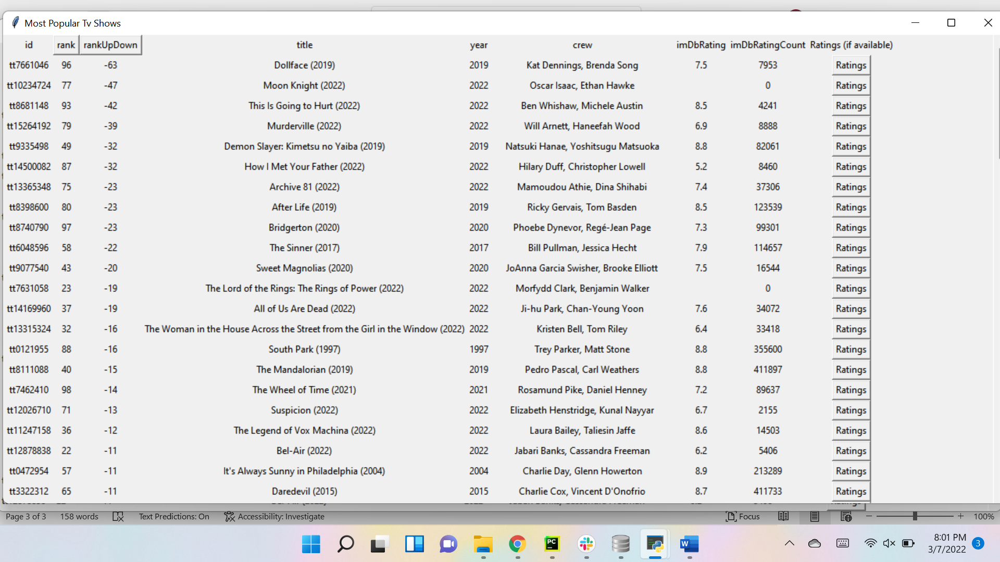 Most Popular Tv Shows
id rank rankUpDown title year crew imDbRating imDbRatingCount Ratings (if available)
tt7661046 96 -63 Dollface (2019) 2019 Kat Dennings, Brenda Song 7.5 7953 Ratings
tt10234724 77 -47 Moon Knight (2022) 2022 Oscar Isaac, Ethan Hawke 0 Ratings
tt8681148 93 -42 This Is Going to Hurt (2022) 2022 Ben Whishaw, Michele Austin 8.5 4241 Ratings
tt15264192 79 -39 Murderville (2022) 2022 Will Arnett, Haneefah Wood 6.9 8888 Ratings
tt9335498 49 -32 Demon Slayer: Kimetsu no Yaiba (2019) 2019 Natsuki Hanae, Yoshitsugu Matsuoka 8.8 82061 Ratings
tt14500082 87 -32 How I Met Your Father (2022) 2022 Hilary Duff, Christopher Lowell 5.2 8460 Ratings
tt13365348 75 -23 Archive 81 (2022) 2022 Mamoudou Athie, Dina Shihabi 7.4 37306 Ratings
tt8398600 80 -23 After Life (2019) 2019 Ricky Gervais, Tom Basden 8.5 123539 Ratings
tt8740790 97 -23 Bridgerton (2020) 2020 Phoebe Dynevor, Regé-Jean Page 7.3 99301 Ratings
tt6048596 58 -22 The Sinner (2017) 2017 Bill Pullman, Jessica Hecht 7.9 114657 Ratings
tt9077540 43 -20 Sweet Magnolias (2020) 2020 JoAnna Garcia Swisher, Brooke Elliott 7.5 16544 Ratings
tt7631058 23 -19 The Lord of the Rings: The Rings of Power (2022) 2022 Morfydd Clark, Benjamin Walker 0 Ratings
tt14169960 37 -19 All of Us Are Dead (2022) 2022 Ji-hu Park, Chan-Young Yoon 7.6 34072 Ratings
tt13315324 32 -16 The Woman in the House Across the Street from the Girl in the Window (2022) 2022 Kristen Bell, Tom Riley 6.4 33418 Ratings
tt0121955 88 -16 South Park (1997) 1997 Trey Parker, Matt Stone 8.8 355600 Ratings
tt8111088 40 -15 The Mandalorian (2019) 2019 Pedro Pascal, Carl Weathers 8.8 411897 Ratings
tt7462410 98 -14 The Wheel of Time (2021) 2021 Rosamund Pike, Daniel Henney 7.2 89637 Ratings
tt12026710 71 -13 Suspicion (2022) 2022 Elizabeth Henstridge, Kunal Nayyar 6.7 2155 Ratings
tt11247158 36 -12 The Legend of Vox Machina (2022) 2022 Laura Bailey, Taliesin Jaffe 8.6 14503 Ratings
tt12878838 22 -11 Bel-Air (2022) 2022 Jabari Banks, Cassandra Freeman 6.2 5406 Ratings
tt0472954 57 -11 It's Always Sunny in Philadelphia (2004) 2004 Charlie Day, Glenn Howerton 8.9 213289 Ratings
tt3322312 65 -11 Daredevil (2015) 2015 Charlie Cox, Vincent D'Onofrio 8.7 411733 Ratings
Page 3 of 3 158 words Text Predictions: On Accessibility: Investigate Focus 100%
PC W 8:01 PM 3
3/7/2022